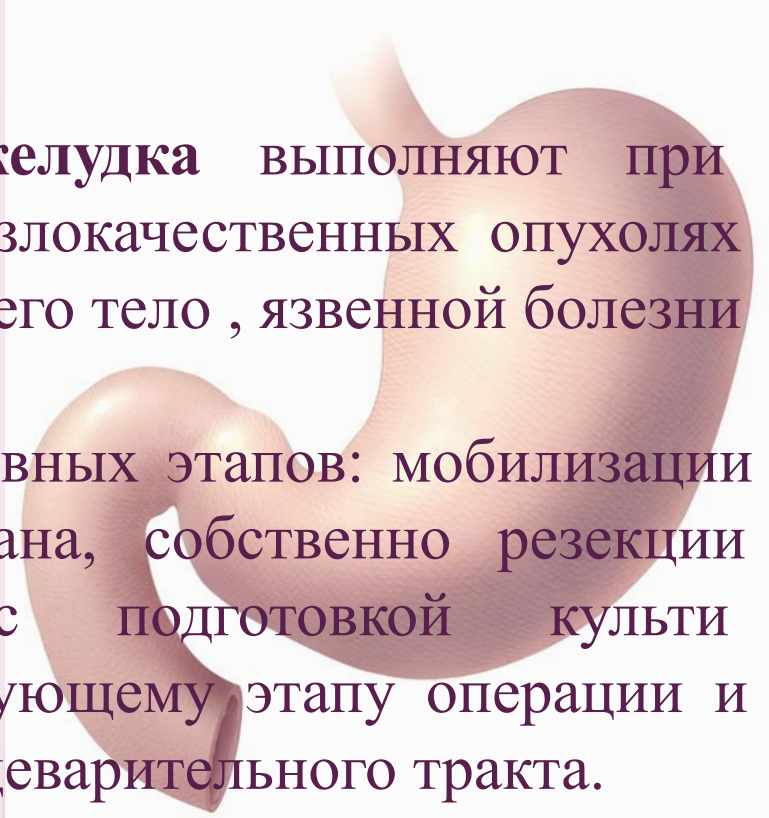 желудка выполняют при
злокачественных опухолях
его тело , язвенной болезни
вных этапов: мобилизации
ана, собственно резекции
с подготовкой культи
ующему этапу операции и
еварительного тракта.